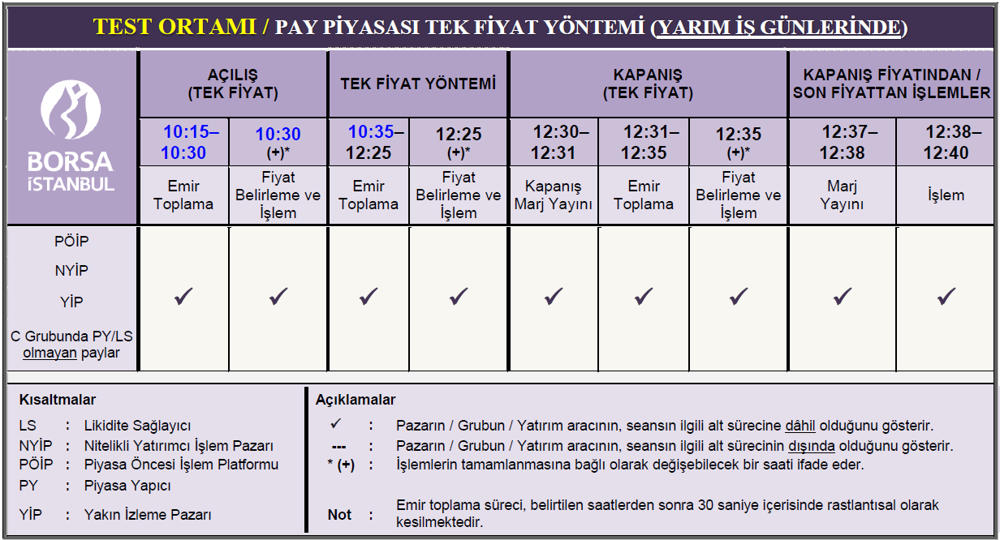 TEST ORTAMI / PAY PİYASASI TEK FİYAT YÖNTEMİ (YARIM İŞ GÜNLERİNDE)
BORSA
İSTANBUL
AÇILIŞ
(TEK FİYAT)
TEK FİYAT YÖNTEMİ
KAPANIŞ
(TEK FİYAT)
KAPANIŞ FİYATINDAN /
SON FİYATTAN İŞLEMLER
10:15–
10:30
10:30
(+)*
10:35–
12:25
12:25
(+)*
12:30–
12:31
12:31–
12:35
12:35
(+)*
12:37–
12:38
12:38–
12:40
Emir
Toplama
Fiyat
Belirleme ve
İşlem
Emir
Toplama
Fiyat
Belirleme ve
İşlem
Kapanış
Marj Yayını
Emir
Toplama
Fiyat
Belirleme ve
İşlem
Marj
Yayını
İşlem
PÖİP
NYİP
YİP
C Grubunda PY/LS
olmayan paylar
✓ ✓ ✓ ✓ ✓ ✓ ✓ ✓ ✓
Kısaltmalar
LS : Likidite Sağlayıcı
NYİP : Nitelikli Yatırımcı İşlem Pazarı
PÖİP : Piyasa Öncesi İşlem Platformu
PY : Piyasa Yapıcı
YİP : Yakın İzleme Pazarı
Açıklamalar
✓ : Pazarın / Grubun / Yatırım aracının, seansın ilgili alt sürecine dâhil olduğunu gösterir.
--- : Pazarın / Grubun / Yatırım aracının, seansın ilgili alt sürecinin dışında olduğunu gösterir.
* (+) : İşlemlerin tamamlanmasına bağlı olarak değişebilecek bir saati ifade eder.
Not : Emir toplama süreci, belirtilen saatlerden sonra 30 saniye içerisinde rastlantısal olarak
kesilmektedir.